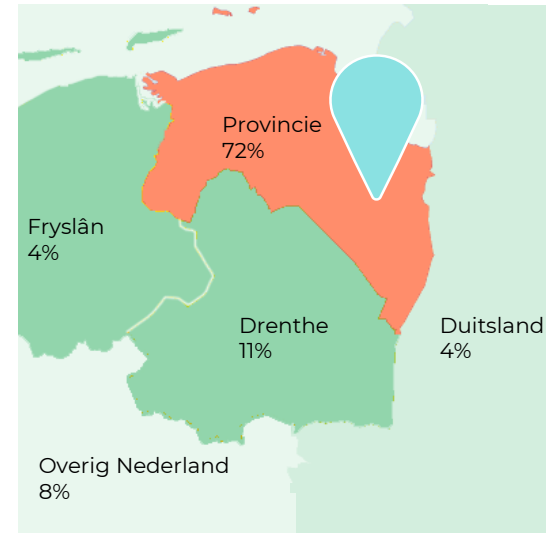 Provincie
72%
Fryslân
4%
Drenthe
11%
Duitsland
4%
Overig Nederland
8%